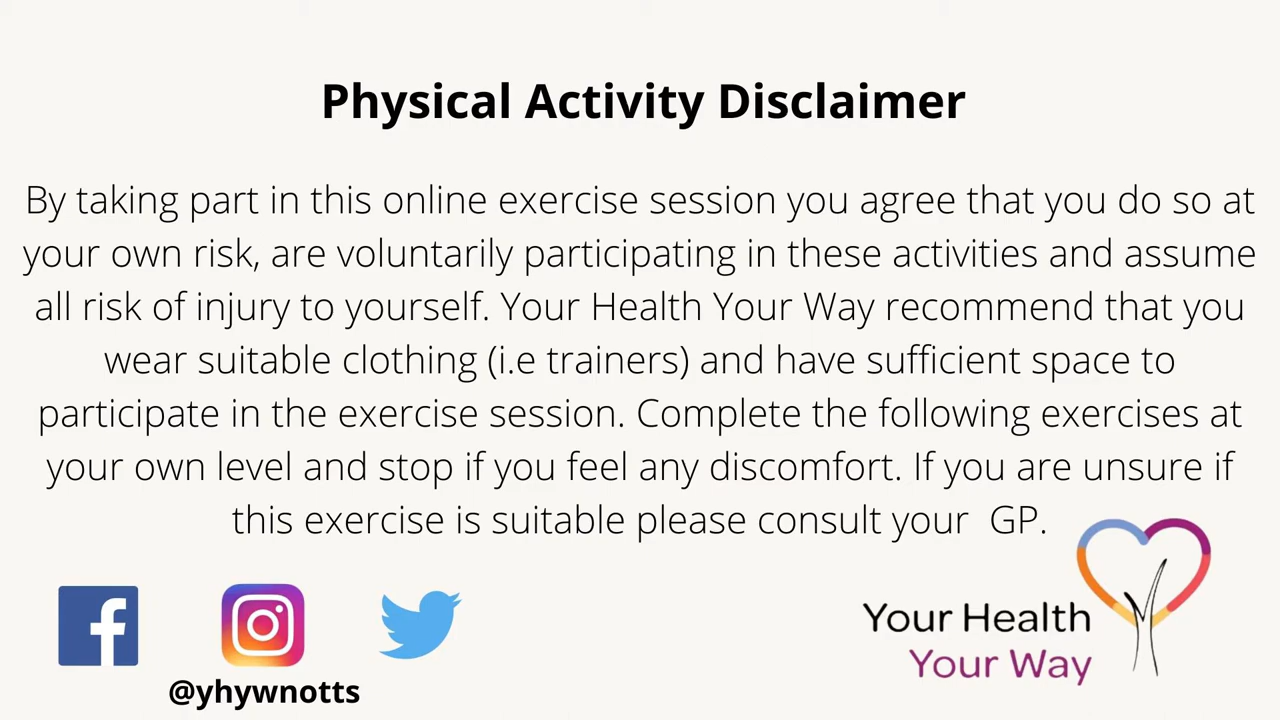 Physical Activity Disclaimer
By taking part in this online exercise session you agree that you do so at
your own risk, are voluntarily participating in these activities and assume
all risk of injury to yourself. Your Health Your Way recommend that you
wear suitable clothing (i.e trainers) and have sufficient space to
participate in the exercise session. Complete the following exercises at
your own level and stop if you feel any discomfort. If you are unsure if
this exercise is suitable please consult your  GP.
@yhywnotts
Your Health
Your Way